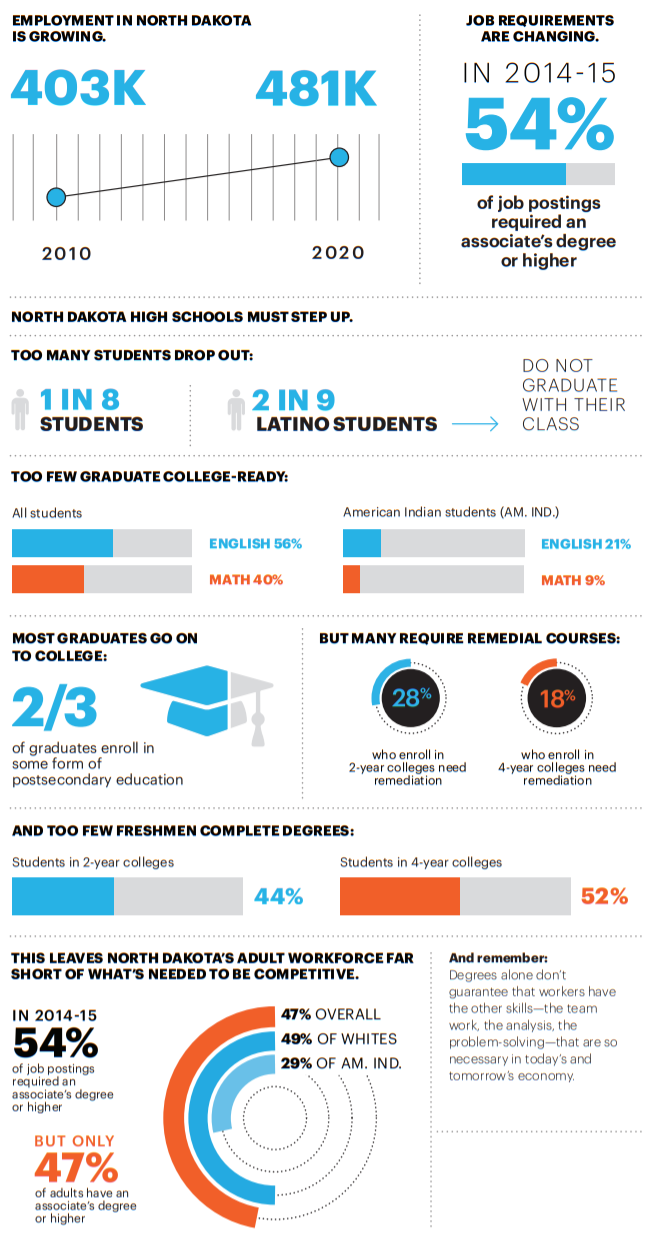 EMPLOYMENT IN NORTH DAKOTA
IS GROWING.
403K
481K
2010
2020
JOB REQUIREMENTS
ARE CHANGING.
IN 2014-15
54%
of job postings
required an
associate's degree
or higher
NORTH DAKOTA HIGH SCHOOLS MUST STEP UP.
TOO MANY STUDENTS DROP OUT:
1 IN 8
STUDENTS
2 IN 9
LATINO STUDENTS
DO NOT
GRADUATE
WITH THEIR
CLASS
TOO FEW GRADUATE COLLEGE-READY:
All students
ENGLISH 56%
MATH 40%
American Indian students (AM. IND.)
ENGLISH 21%
MATH 9%
MOST GRADUATES GO ON
TO COLLEGE:
2/3
of graduates enroll in
some form of
postsecondary education
BUT MANY REQUIRE REMEDIAL COURSES:
28%
who enroll in
2-year colleges need
remediation
18%
who enroll in
4-year colleges need
remediation
AND TOO FEW FRESHMEN COMPLETE DEGREES:
Students in 2-year colleges
44%
Students in 4-year colleges
52%
THIS LEAVES NORTH DAKOTA'S ADULT WORKFORCE FAR
SHORT OF WHAT'S NEEDED TO BE COMPETITIVE.
IN 2014-15
54%
of job postings
required an
associate's degree
or higher
BUT ONLY
47%
of adults have an
associate's degree
or higher
47% OVERALL
49% OF WHITES
29% OF AM. IND.
And remember:
Degrees alone don't
guarantee that workers have
the other skills—the team
work, the analysis, the
problem-solving—that are so
necessary in today's and
tomorrow's economy.